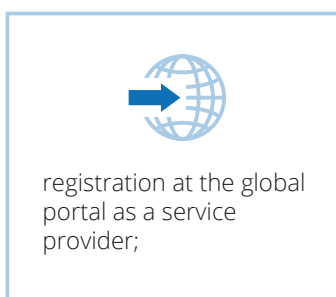 registration at the global
portal as a service
provider;